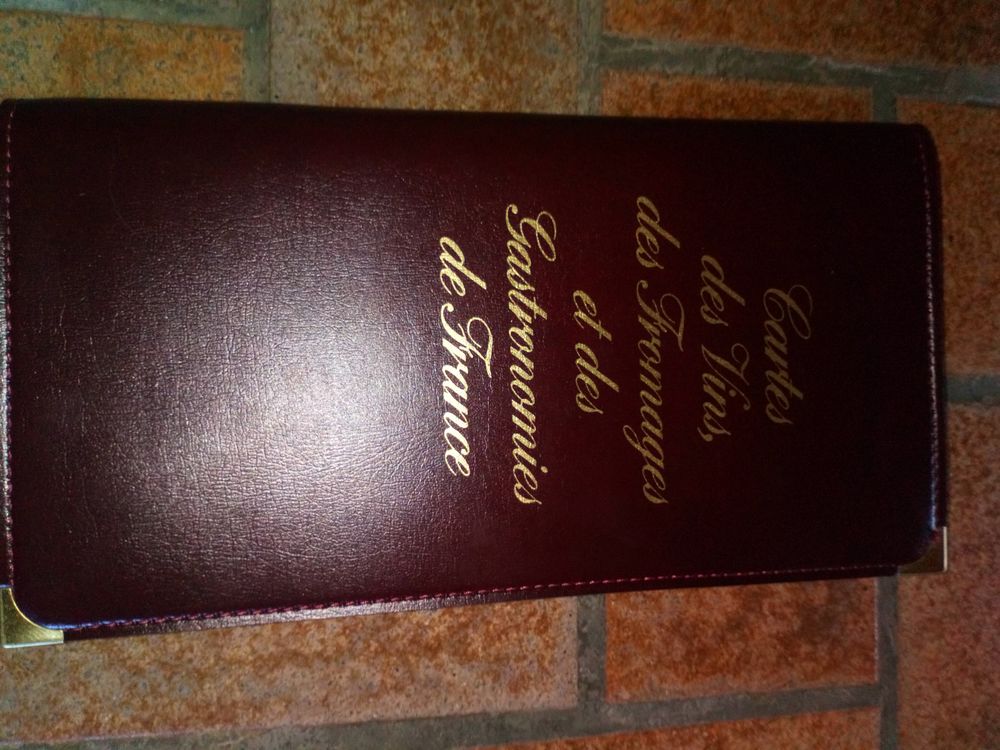 Cartes
des Vins,
des Fromages
et des
Gastronomies
de France